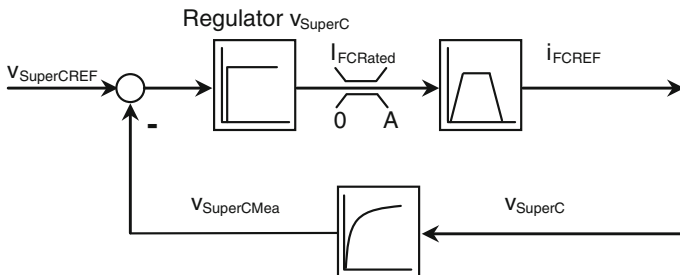 Regulator vSuperC
vSuperCREF
IFCRated
iFCREF
0 A
-
vSuperCMea
vSuperC